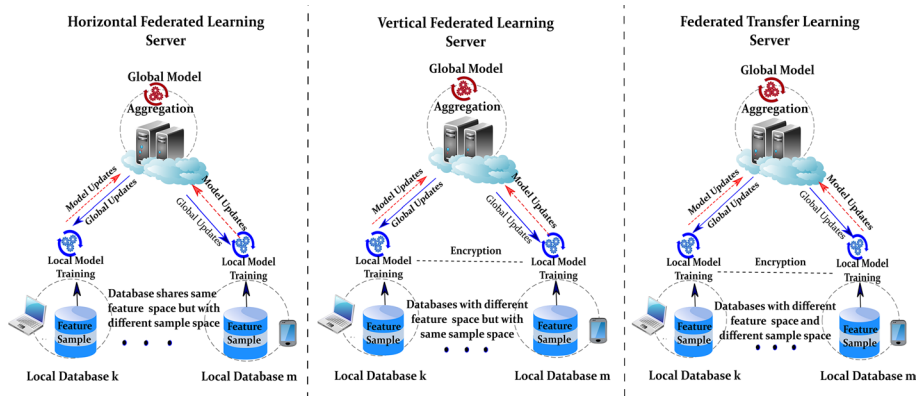 Horizontal Federated Learning
Server
Global Model
Aggregation
Model Updates
Global Updates
Model Updates
Global Updates
Local Model
Training
Local Model
Training
Database shares same
feature space but with
different sample space
Feature
Sample
Feature
Sample
Local Database k
Local Database m
Vertical Federated Learning
Server
Global Model
Aggregation
Model Updates
Global Updates
Model Updates
Global Updates
Encryption
Local Model
Training
Local Model
Training
Databases with different
feature space but with
same sample space
Feature
Sample
Feature
Sample
Local Database k
Local Database m
Federated Transfer Learning
Server
Global Model
Aggregation
Model Updates
Global Updates
Model Updates
Global Updates
Encryption
Local Model
Training
Local Model
Training
Databases with different
feature space and
different sample space
Feature
Sample
Feature
Sample
Local Database k
Local Database m